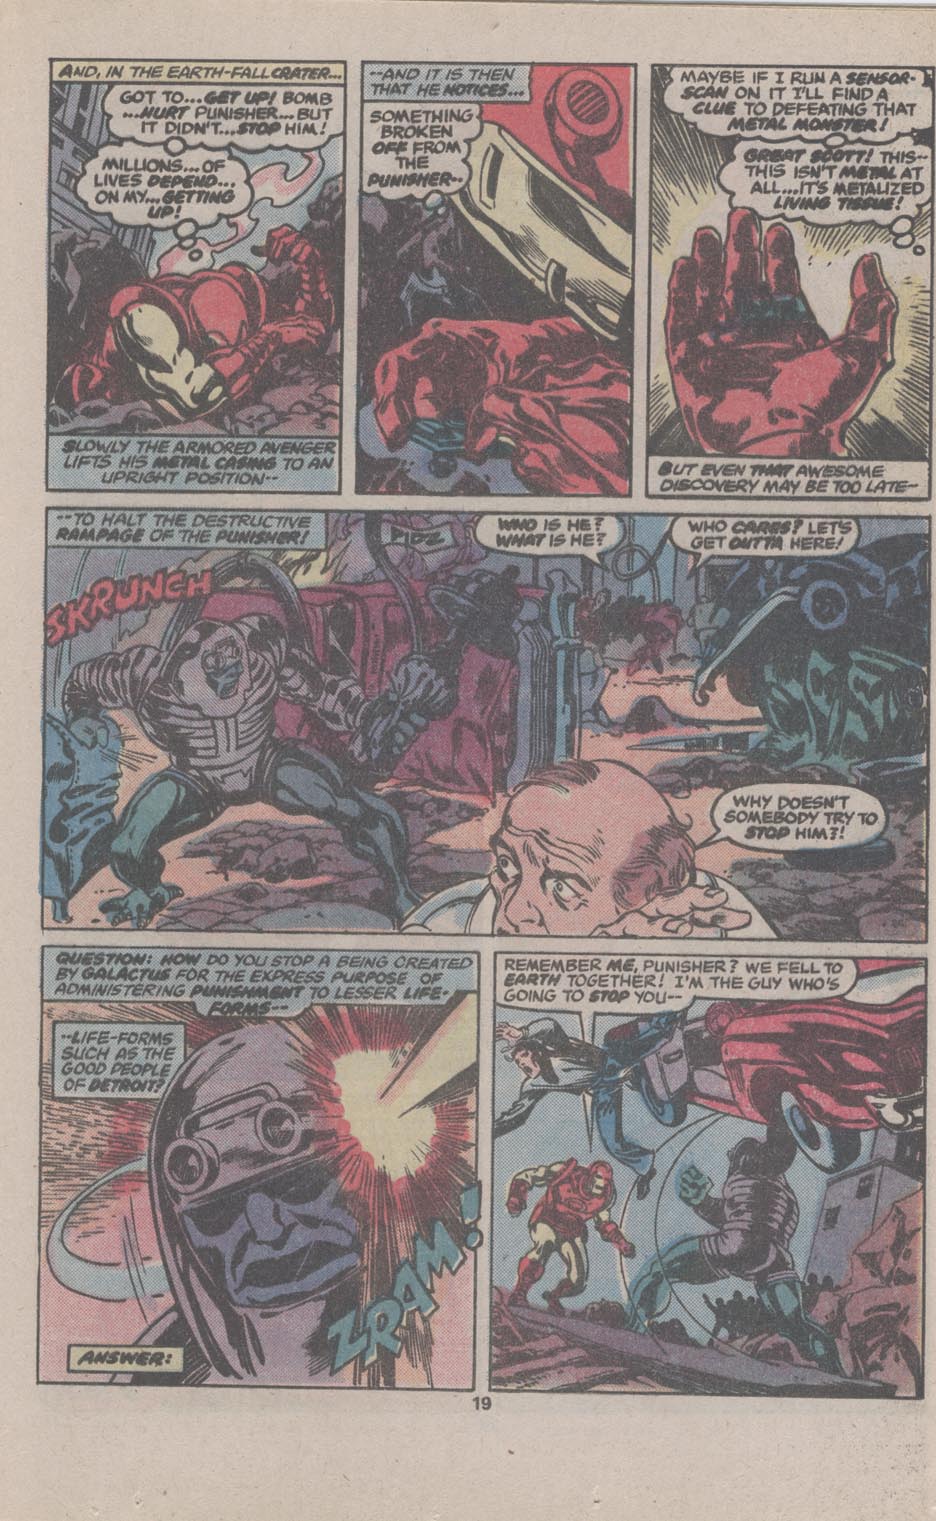 AND, IN THE EARTH-FALL CRATER...
GOT TO...GET UP! BOMB
...HURT PUNISHER...BUT
IT DIDN'T...STOP HIM!
MILLIONS...OF
LIVES DEPEND...
ON MY...GETTING
UP!
SLOWLY THE ARMORED AVENGER
LIFTS HIS METAL CASING TO AN
UPRIGHT POSITION--
--AND IT IS THEN
THAT HE NOTICES...
SOMETHING
BROKEN
OFF FROM
THE
PUNISHER--
MAYBE IF I RUN A SENSOR-
SCAN ON IT I'LL FIND A
CLUE TO DEFEATING THAT
METAL MONSTER!
GREAT SCOTT! THIS--
THIS ISN'T METAL AT
ALL...IT'S METALIZED
LIVING TISSUE!
BUT EVEN THAT AWESOME
DISCOVERY MAY BE TOO LATE--
--TO HALT THE DESTRUCTIVE
RAMPAGE OF THE PUNISHER!
SKRUNCH
WHO IS HE?
WHAT IS HE?
WHO CARES? LET'S
GET OUTTA HERE!
WHY DOESN'T
SOMEBODY TRY TO
STOP HIM?!
QUESTION: HOW DO YOU STOP A BEING CREATED
BY GALACTUS FOR THE EXPRESS PURPOSE OF
ADMINISTERING PUNISHMENT TO LESSER LIFE-
FORMS--
--LIFE-FORMS
SUCH AS THE
GOOD PEOPLE
OF DETROIT?
ZRAM!
ANSWER:
REMEMBER ME, PUNISHER? WE FELL TO
EARTH TOGETHER! I'M THE GUY WHO'S
GOING TO STOP YOU--
19